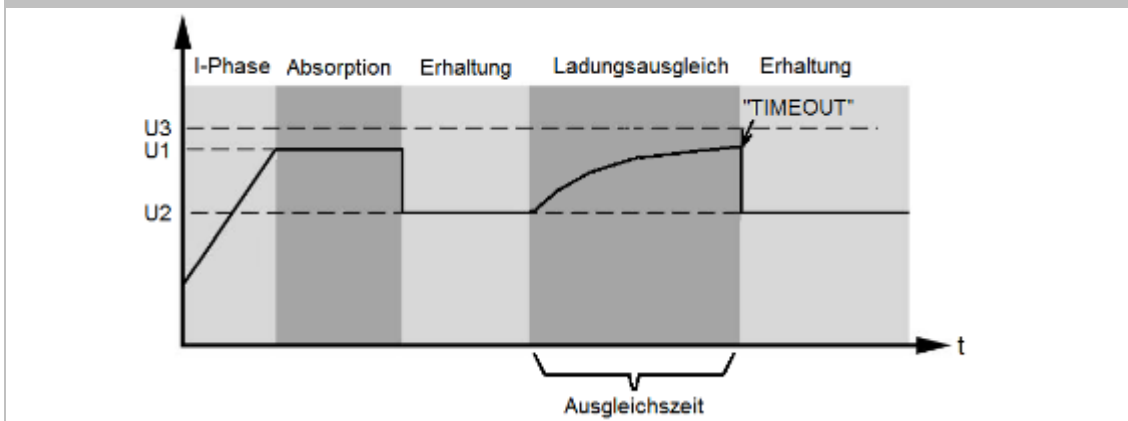 I-Phase Absorption Erhaltung Ladungsausgleich Erhaltung
"TIMEOUT"
U3
U1
U2
t
Ausgleichszeit